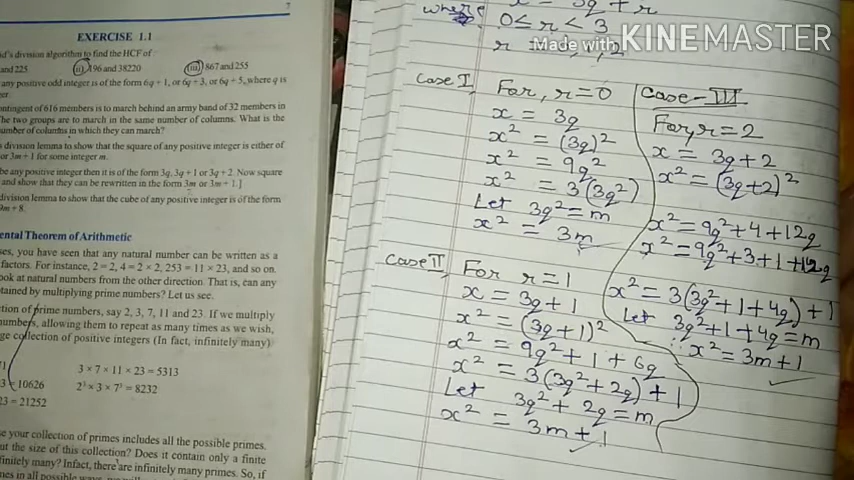 7
EXERCISE 1.1
id's division algorithm to find the HCF of
and 225 (ii) 196 and 38220 (iii) 867 and 255
any positive odd integer is of the form 6q + 1, or 6q + 3, or 6q + 5, where q is
er.
ontingent of 616 members is to march behind an army band of 32 members in
The two groups are to march in the same number of columns. What is the
number of columns in which they can march?
s division lemma to show that the square of any positive integer is either of
or 3m + 1 for some integer m.
be any positive integer then it is of the form 3q, 3q + 1 or 3q + 2. Now square
and show that they can be rewritten in the form 3m or 3m + 1.]
division lemma to show that the cube of any positive integer is of the form
9m + 8.
ental Theorem of Arithmetic
ses, you have seen that any natural number can be written as a
factors. For instance, 2 = 2, 4 = 2 × 2, 253 = 11 × 23, and so on.
ook at natural numbers from the other direction. That is, can any
otained by multiplying prime numbers? Let us see.
ction of prime numbers, say 2, 3, 7, 11 and 23. If we multiply
numbers, allowing them to repeat as many times as we wish,
ge collection of positive integers (In fact, infinitely many)
71 3 × 7 × 11 × 23 = 5313
3 = 10626 2³ × 3 × 7³ = 8232
23 = 21252
se your collection of primes includes all the possible primes.
out the size of this collection? Does it contain only a finite
finitely many? Infact, there are infinitely many primes. So, if
mes in all possible ways, we will
x = 3q + r
where 0 ≤ r < 3
r = 2
Made with KINEMASTER
Case I For, r = 0
x = 3q
x² = (3q)²
x² = 9q²
x² = 3(3q²)
Let 3q² = m
x² = 3m
Case II For r = 1
x = 3q + 1
x² = (3q + 1)²
x² = 9q² + 1 + 6q
x² = 3(3q² + 2q) + 1
Let 3q² + 2q = m
x² = 3m + 1
Case - III
For, r = 2
x = 3q + 2
x² = (3q + 2)²
x² = 9q² + 4 + 12q
x² = 9q² + 3 + 1 + 12q
x² = 3(3q² + 1 + 4q) + 1
Let 3q² + 1 + 4q = m
∴ x² = 3m + 1